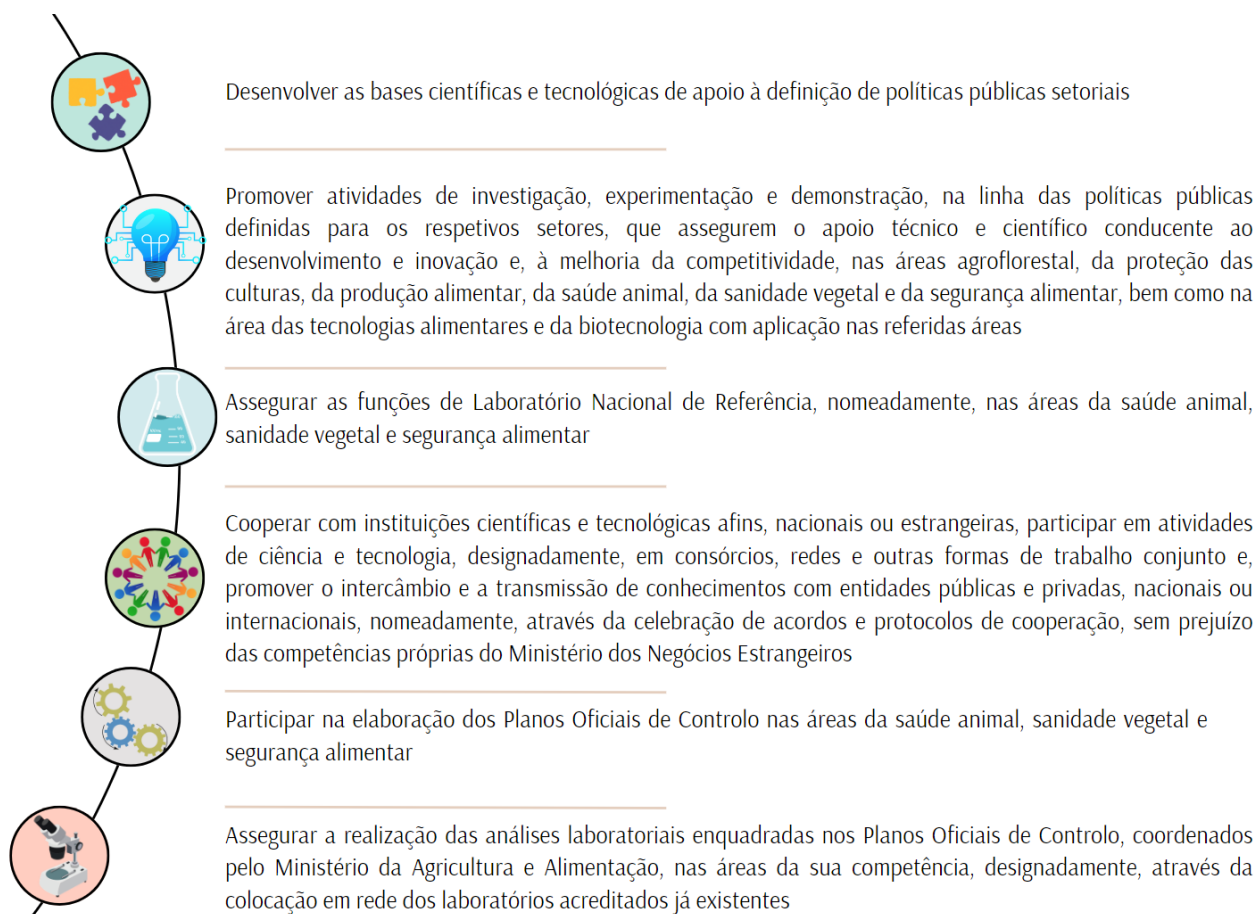 Desenvolver as bases científicas e tecnológicas de apoio à definição de políticas públicas setoriais
Promover atividades de investigação, experimentação e demonstração, na linha das políticas públicas
definidas para os respetivos setores, que assegurem o apoio técnico e científico conducente ao
desenvolvimento e inovação e, à melhoria da competitividade, nas áreas agroflorestal, da proteção das
culturas, da produção alimentar, da saúde animal, da sanidade vegetal e da segurança alimentar, bem como na
área das tecnologias alimentares e da biotecnologia com aplicação nas referidas áreas
Assegurar as funções de Laboratório Nacional de Referência, nomeadamente, nas áreas da saúde animal,
sanidade vegetal e segurança alimentar
Cooperar com instituições científicas e tecnológicas afins, nacionais ou estrangeiras, participar em atividades
de ciência e tecnologia, designadamente, em consórcios, redes e outras formas de trabalho conjunto e,
promover o intercâmbio e a transmissão de conhecimentos com entidades públicas e privadas, nacionais ou
internacionais, nomeadamente, através da celebração de acordos e protocolos de cooperação, sem prejuízo
das competências próprias do Ministério dos Negócios Estrangeiros
Participar na elaboração dos Planos Oficiais de Controlo nas áreas da saúde animal, sanidade vegetal e
segurança alimentar
Assegurar a realização das análises laboratoriais enquadradas nos Planos Oficiais de Controlo, coordenados
pelo Ministério da Agricultura e Alimentação, nas áreas da sua competência, designadamente, através da
colocação em rede dos laboratórios acreditados já existentes